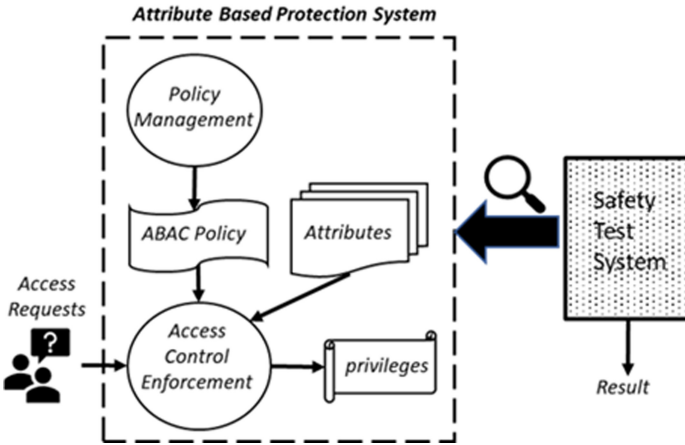 Attribute Based Protection System
Policy
Management
ABAC Policy
Attributes
Access
Requests
?
Access
Control
Enforcement
privileges
Safety
Test
System
Result